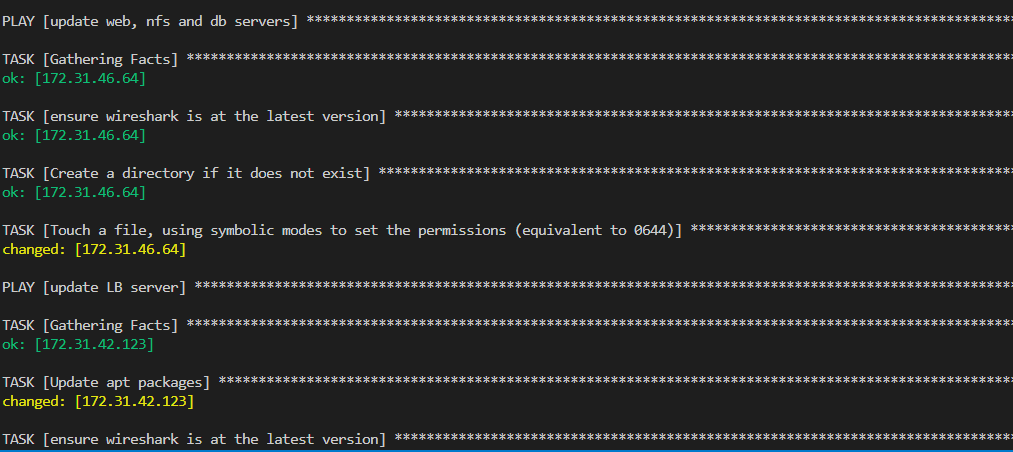 PLAY [update web, nfs and db servers] ****************************************************************************************
TASK [Gathering Facts] *******************************************************************************************************
ok: [172.31.46.64]
TASK [ensure wireshark is at the latest version] *****************************************************************************
ok: [172.31.46.64]
TASK [Create a directory if it does not exist] *******************************************************************************
ok: [172.31.46.64]
TASK [Touch a file, using symbolic modes to set the permissions (equivalent to 0644)] ****************************************
changed: [172.31.46.64]
PLAY [update LB server] ******************************************************************************************************
TASK [Gathering Facts] *******************************************************************************************************
ok: [172.31.42.123]
TASK [Update apt packages] ***************************************************************************************************
changed: [172.31.42.123]
TASK [ensure wireshark is at the latest version] *****************************************************************************